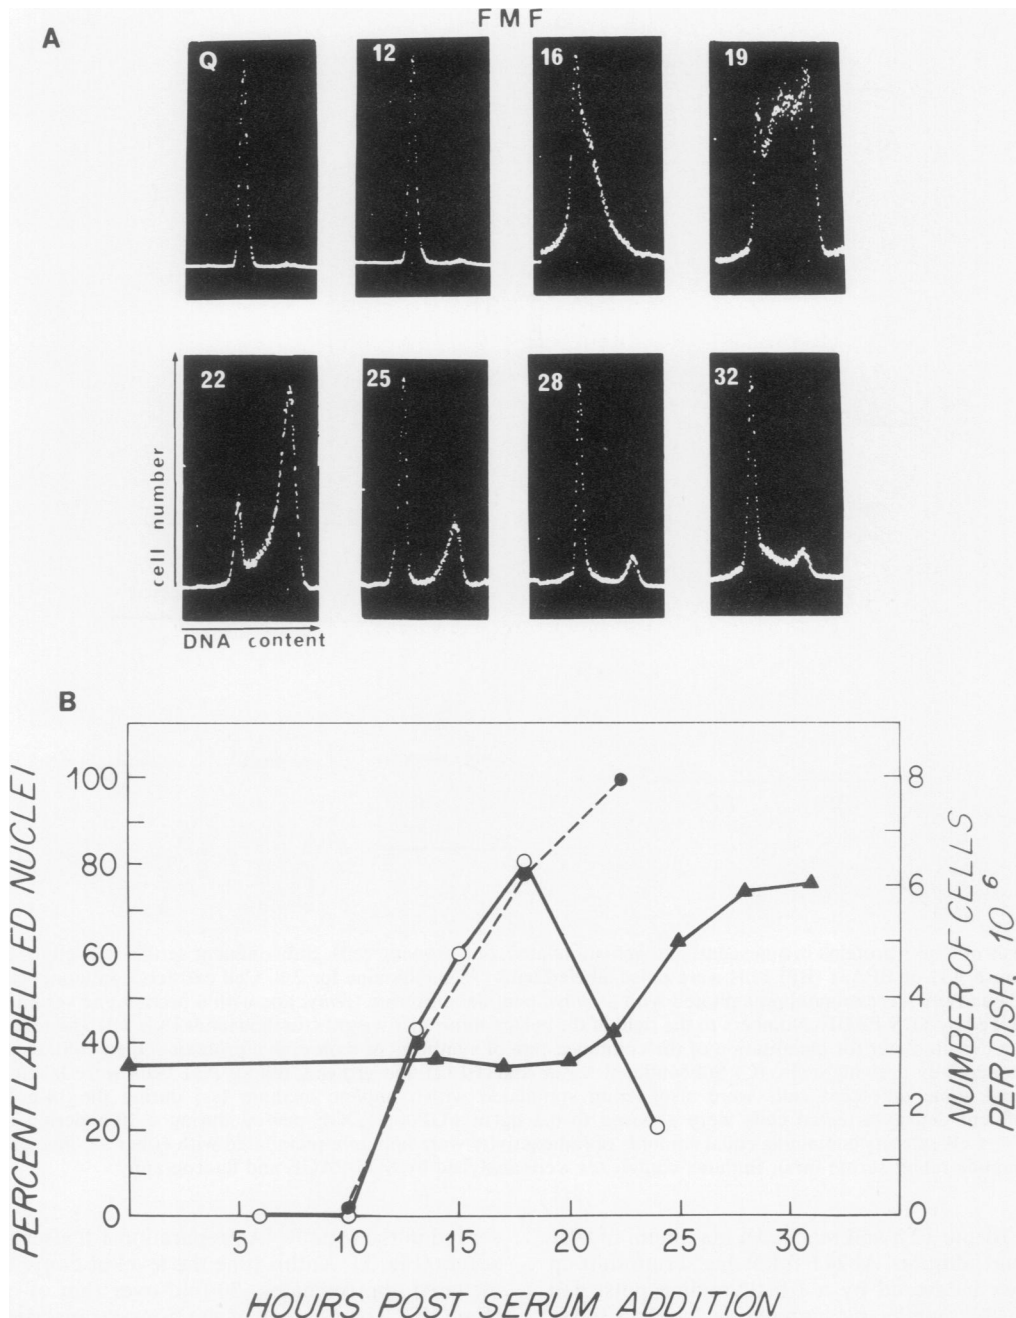 FMF
A
Q
12
16
19
22
25
28
32
cell number
DNA content
B
PERCENT LABELLED NUCLEI
100
80
60
40
20
0
8
6
4
2
0
NUMBER OF CELLS
PER DISH, 10⁶
5
10
15
20
25
30
HOURS POST SERUM ADDITION